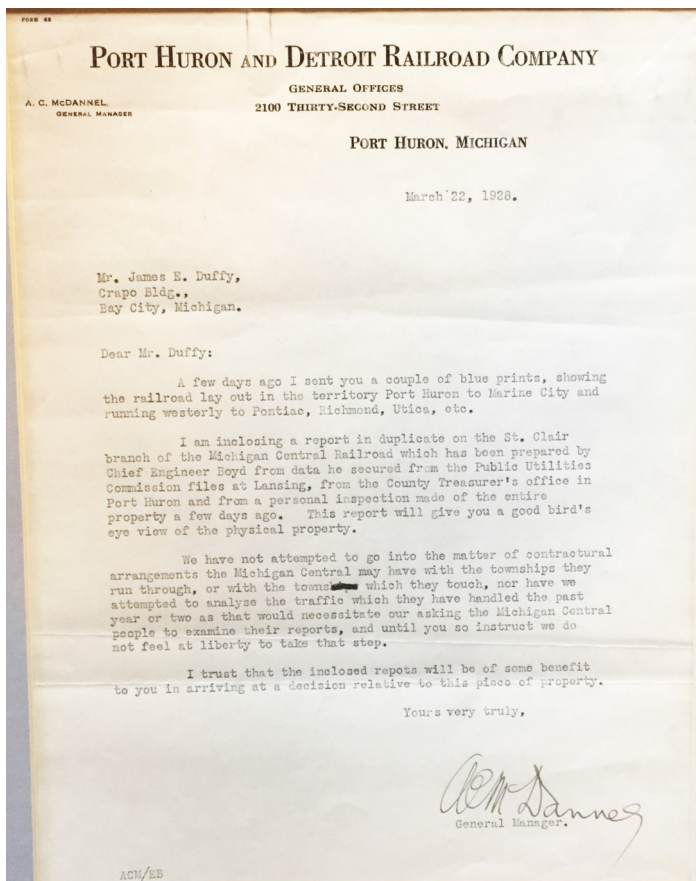 FORM 48
PORT HURON AND DETROIT RAILROAD COMPANY
GENERAL OFFICES
2100 THIRTY-SECOND STREET
A. C. McDANNEL,
GENERAL MANAGER
PORT HURON, MICHIGAN
March 22, 1928.
Mr. James E. Duffy,
Crapo Bldg.,
Bay City, Michigan.
Dear Mr. Duffy:
A few days ago I sent you a couple of blue prints, showing
the railroad lay out in the territory Port Huron to Marine City and
running westerly to Pontiac, Richmond, Utica, etc.
I am inclosing a report in duplicate on the St. Clair
branch of the Michigan Central Railroad which has been prepared by
Chief Engineer Boyd from data he secured from the Public Utilities
Commission files at Lansing, from the County Treasurer's office in
Port Huron and from a personal inspection made of the entire
property a few days ago. This report will give you a good bird's
eye view of the physical property.
We have not attempted to go into the matter of contractural
arrangements the Michigan Central may have with the townships they
run through, or with the towns which they touch, nor have we
attempted to analyse the traffic which they have handled the past
year or two as that would necessitate our asking the Michigan Central
people to examine their reports, and until you so instruct we do
not feel at liberty to take that step.
I trust that the inclosed repots will be of some benefit
to you in arriving at a decision relative to this piece of property.
Yours very truly,
ACMcDannel
General Manager.
ACM/EB